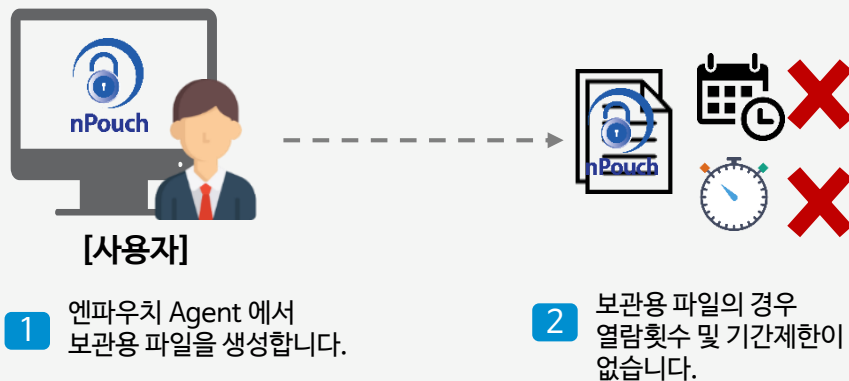 nPouch
nPouch
[사용자]
1
엔파우치 Agent 에서
보관용 파일을 생성합니다.
2
보관용 파일의 경우
열람횟수 및 기간제한이
없습니다.